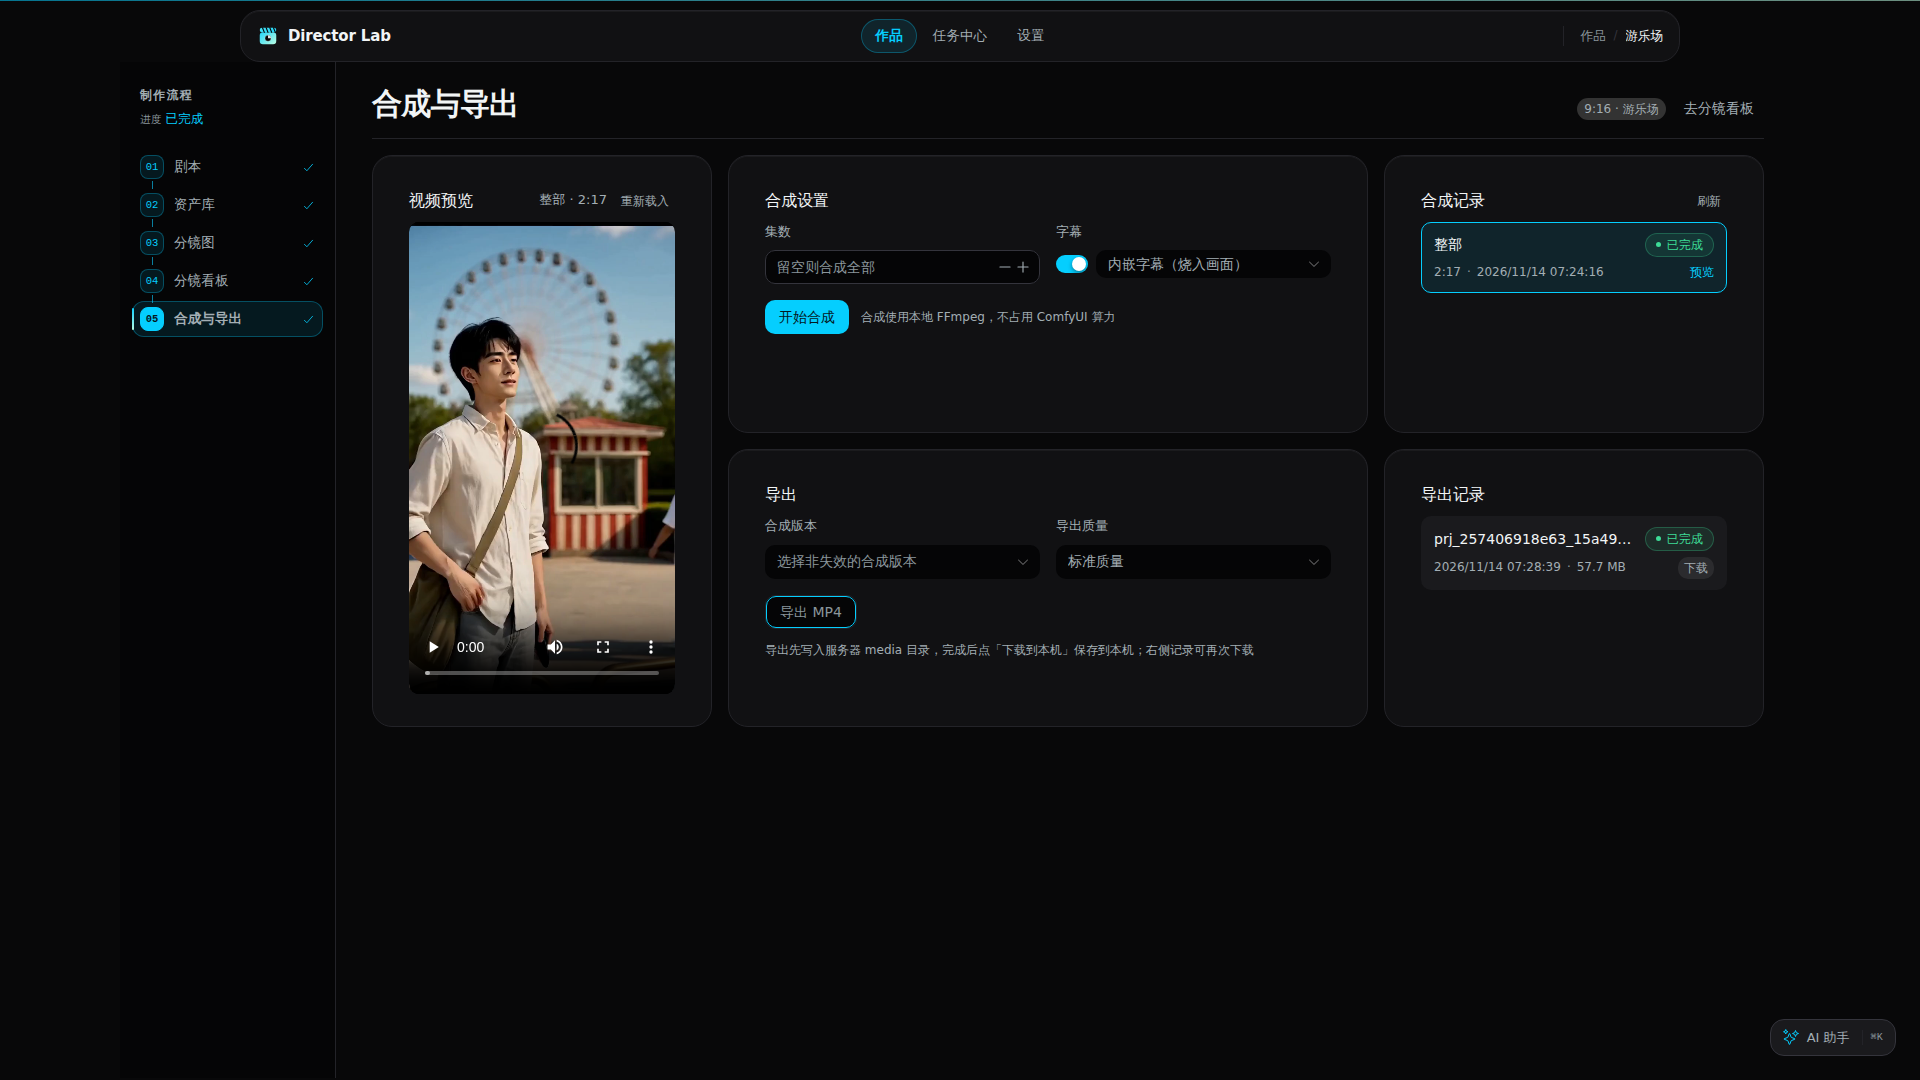 Director Lab
作品
任务中心
设置
作品 / 游乐场
制作流程
进度 已完成
01 剧本
02 资产库
03 分镜图
04 分镜看板
05 合成与导出
合成与导出
9:16 · 游乐场
去分镜看板
视频预览
整部 · 2:17
重新载入
0:00
合成设置
集数
留空则合成全部
字幕
内嵌字幕（烧入画面）
开始合成
合成使用本地 FFmpeg，不占用 ComfyUI 算力
合成记录
刷新
整部
已完成
2:17 · 2026/11/14 07:24:16
预览
导出
合成版本
选择非失效的合成版本
导出质量
标准质量
导出 MP4
导出先写入服务器 media 目录，完成后点「下载到本机」保存到本机；右侧记录可再次下载
导出记录
prj_257406918e63_15a49...
已完成
2026/11/14 07:28:39 · 57.7 MB
下载
AI 助手
⌘K